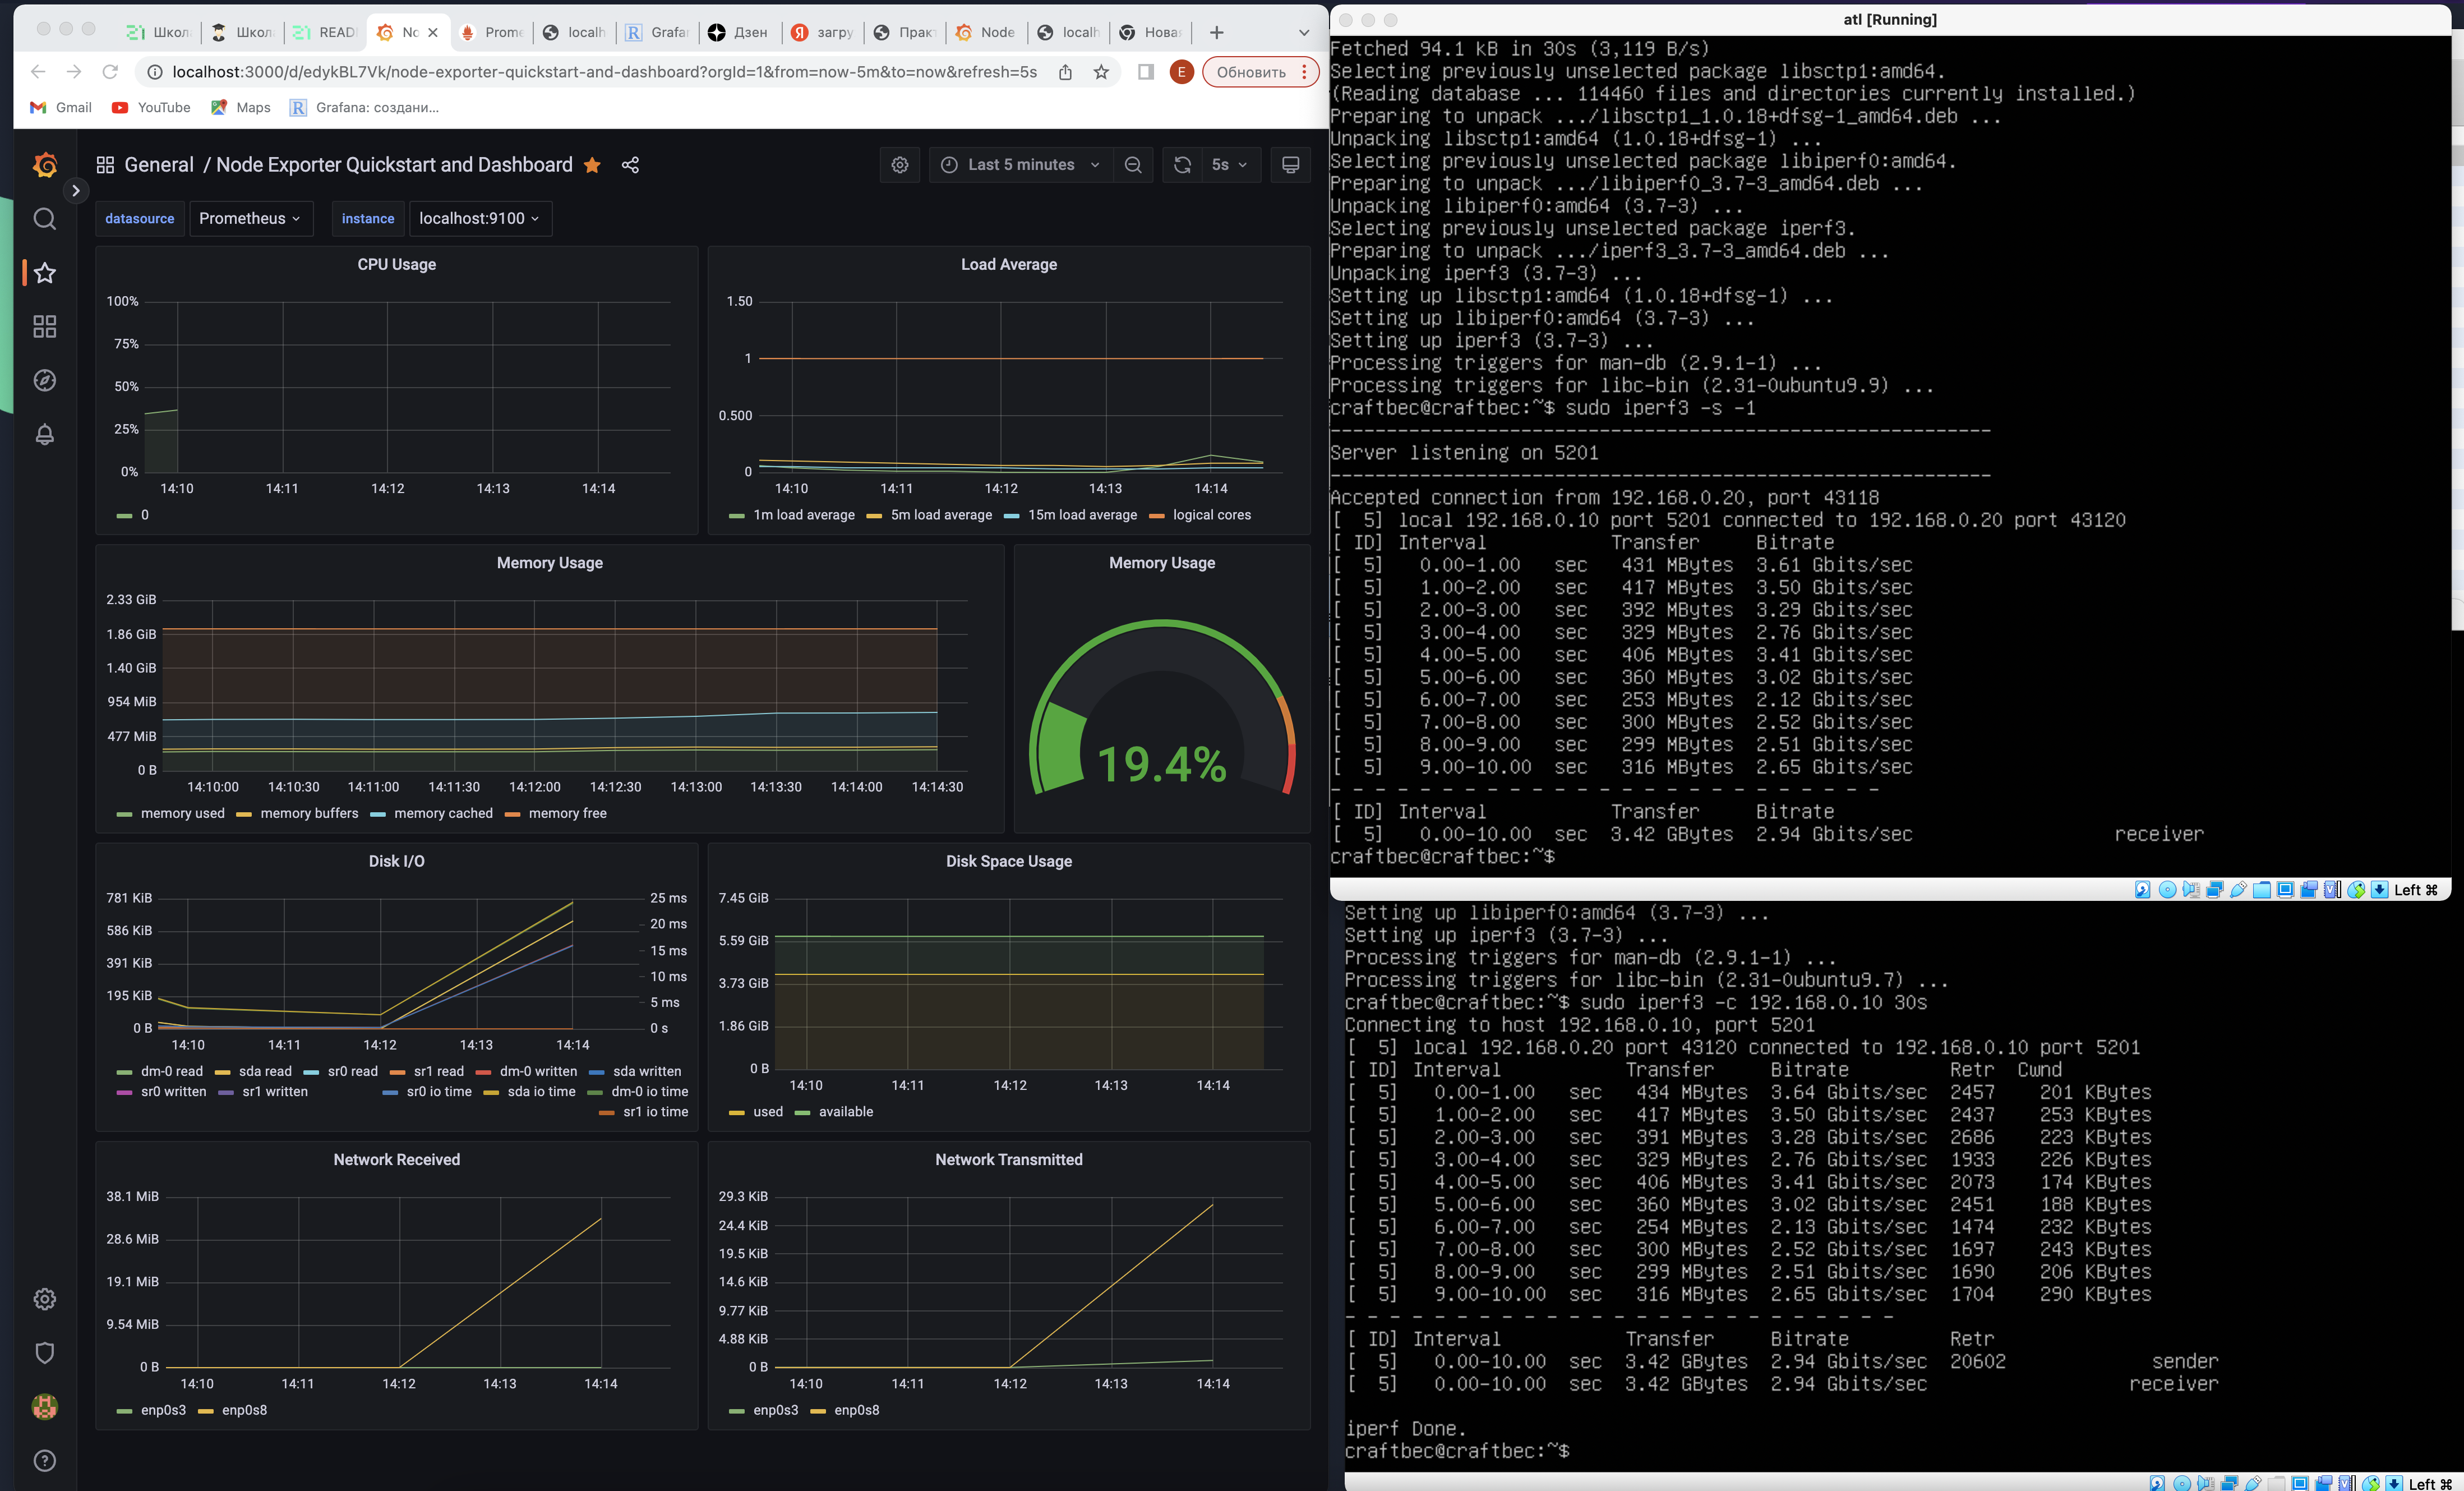 Школ
Школ
READ
No
Prome
localh
Grafan
Дзен
загру
Прак
Node
localh
Новая
localhost:3000/d/edykBL7Vk/node-exporter-quickstart-and-dashboard?orgId=1&from=now-5m&to=now&refresh=5s
E
Обновить
Gmail
YouTube
Maps
Grafana: создани...
General / Node Exporter Quickstart and Dashboard
Last 5 minutes
5s
datasource
Prometheus
instance
localhost:9100
CPU Usage
100%
75%
50%
25%
0%
14:10 14:11 14:12 14:13 14:14
0
Load Average
1.50
1
0.500
0
14:10 14:11 14:12 14:13 14:14
1m load average 5m load average 15m load average logical cores
Memory Usage
2.33 GiB
1.86 GiB
1.40 GiB
954 MiB
477 MiB
0 B
14:10:00 14:10:30 14:11:00 14:11:30 14:12:00 14:12:30 14:13:00 14:13:30 14:14:00 14:14:30
memory used memory buffers memory cached memory free
Memory Usage
19.4%
Disk I/O
781 KiB
586 KiB
391 KiB
195 KiB
0 B
25 ms
20 ms
15 ms
10 ms
5 ms
0 s
14:10 14:11 14:12 14:13 14:14
dm-0 read sda read sr0 read sr1 read dm-0 written sda written
sr0 written sr1 written sr0 io time sda io time dm-0 io time
sr1 io time
Disk Space Usage
7.45 GiB
5.59 GiB
3.73 GiB
1.86 GiB
0 B
14:10 14:11 14:12 14:13 14:14
used available
Network Received
38.1 MiB
28.6 MiB
19.1 MiB
9.54 MiB
0 B
14:10 14:11 14:12 14:13 14:14
enp0s3 enp0s8
Network Transmitted
29.3 KiB
24.4 KiB
19.5 KiB
14.6 KiB
9.77 KiB
4.88 KiB
0 B
14:10 14:11 14:12 14:13 14:14
enp0s3 enp0s8
atl [Running]
Fetched 94.1 kB in 30s (3,119 B/s)
Selecting previously unselected package libsctp1:amd64.
(Reading database ... 114460 files and directories currently installed.)
Preparing to unpack .../libsctp1_1.0.18+dfsg-1_amd64.deb ...
Unpacking libsctp1:amd64 (1.0.18+dfsg-1) ...
Selecting previously unselected package libiperf0:amd64.
Preparing to unpack .../libiperf0_3.7-3_amd64.deb ...
Unpacking libiperf0:amd64 (3.7-3) ...
Selecting previously unselected package iperf3.
Preparing to unpack .../iperf3_3.7-3_amd64.deb ...
Unpacking iperf3 (3.7-3) ...
Setting up libsctp1:amd64 (1.0.18+dfsg-1) ...
Setting up libiperf0:amd64 (3.7-3) ...
Setting up iperf3 (3.7-3) ...
Processing triggers for man-db (2.9.1-1) ...
Processing triggers for libc-bin (2.31-0ubuntu9.9) ...
craftbec@craftbec:~$ sudo iperf3 -s -1
-----------------------------------------------------------
Server listening on 5201
-----------------------------------------------------------
Accepted connection from 192.168.0.20, port 43118
[  5] local 192.168.0.10 port 5201 connected to 192.168.0.20 port 43120
[ ID] Interval           Transfer     Bitrate
[  5]   0.00-1.00   sec   431 MBytes  3.61 Gbits/sec
[  5]   1.00-2.00   sec   417 MBytes  3.50 Gbits/sec
[  5]   2.00-3.00   sec   392 MBytes  3.29 Gbits/sec
[  5]   3.00-4.00   sec   329 MBytes  2.76 Gbits/sec
[  5]   4.00-5.00   sec   406 MBytes  3.41 Gbits/sec
[  5]   5.00-6.00   sec   360 MBytes  3.02 Gbits/sec
[  5]   6.00-7.00   sec   253 MBytes  2.12 Gbits/sec
[  5]   7.00-8.00   sec   300 MBytes  2.52 Gbits/sec
[  5]   8.00-9.00   sec   299 MBytes  2.51 Gbits/sec
[  5]   9.00-10.00  sec   316 MBytes  2.65 Gbits/sec
- - - - - - - - - - - - - - - - - - - - - - - - -
[ ID] Interval           Transfer     Bitrate
[  5]   0.00-10.00  sec  3.42 GBytes  2.94 Gbits/sec                  receiver
craftbec@craftbec:~$
Left ⌘
Setting up libiperf0:amd64 (3.7-3) ...
Setting up iperf3 (3.7-3) ...
Processing triggers for man-db (2.9.1-1) ...
Processing triggers for libc-bin (2.31-0ubuntu9.7) ...
craftbec@craftbec:~$ sudo iperf3 -c 192.168.0.10 30s
Connecting to host 192.168.0.10, port 5201
[  5] local 192.168.0.20 port 43120 connected to 192.168.0.10 port 5201
[ ID] Interval           Transfer     Bitrate         Retr  Cwnd
[  5]   0.00-1.00   sec   434 MBytes  3.64 Gbits/sec  2457    201 KBytes
[  5]   1.00-2.00   sec   417 MBytes  3.50 Gbits/sec  2437    253 KBytes
[  5]   2.00-3.00   sec   391 MBytes  3.28 Gbits/sec  2686    223 KBytes
[  5]   3.00-4.00   sec   329 MBytes  2.76 Gbits/sec  1933    226 KBytes
[  5]   4.00-5.00   sec   406 MBytes  3.41 Gbits/sec  2073    174 KBytes
[  5]   5.00-6.00   sec   360 MBytes  3.02 Gbits/sec  2451    188 KBytes
[  5]   6.00-7.00   sec   254 MBytes  2.13 Gbits/sec  1474    232 KBytes
[  5]   7.00-8.00   sec   300 MBytes  2.52 Gbits/sec  1697    243 KBytes
[  5]   8.00-9.00   sec   299 MBytes  2.51 Gbits/sec  1690    206 KBytes
[  5]   9.00-10.00  sec   316 MBytes  2.65 Gbits/sec  1704    290 KBytes
- - - - - - - - - - - - - - - - - - - - - - - - -
[ ID] Interval           Transfer     Bitrate         Retr
[  5]   0.00-10.00  sec  3.42 GBytes  2.94 Gbits/sec  20602             sender
[  5]   0.00-10.00  sec  3.42 GBytes  2.94 Gbits/sec                  receiver
iperf Done.
craftbec@craftbec:~$
Left ⌘